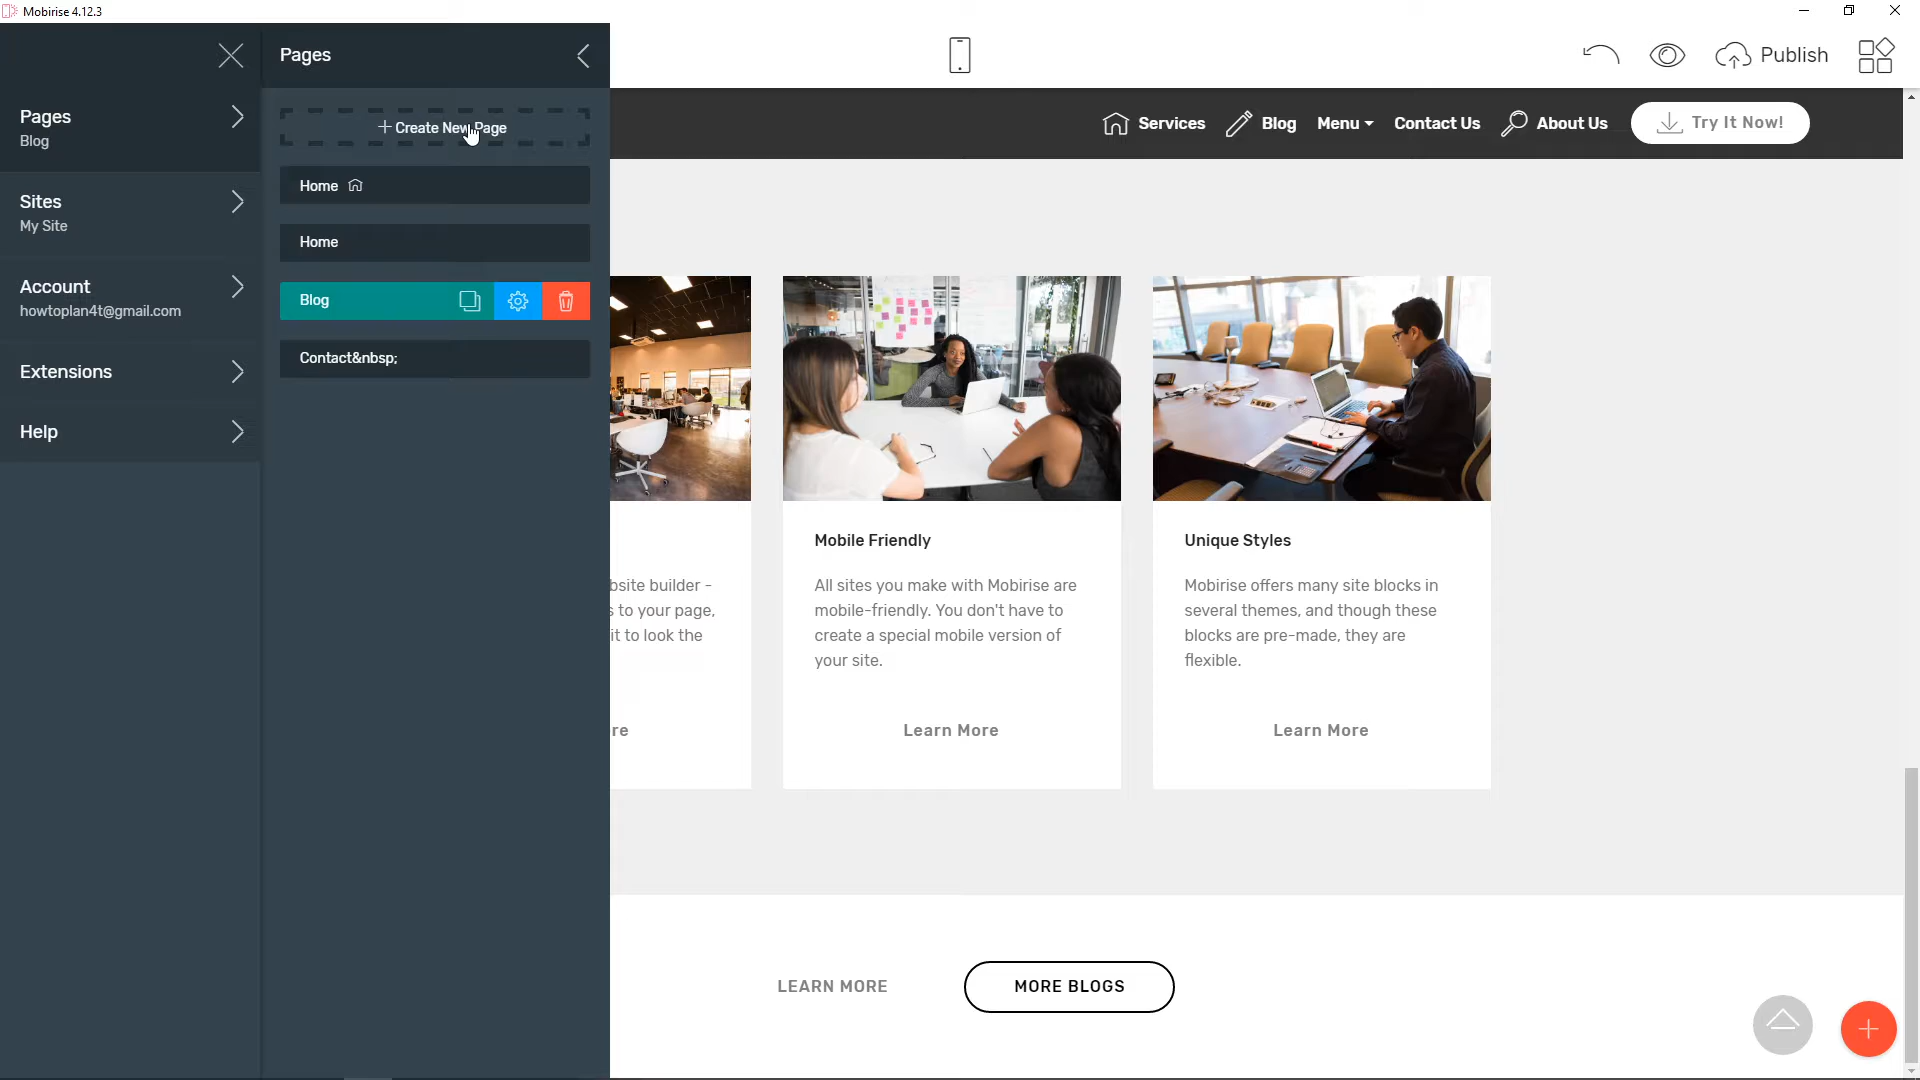 Mobirise 4.12.3
Pages
Publish
Pages
Blog
Sites
My Site
Account
howtoplan4t@gmail.com
Extensions
Help
+ Create New Page
Home
Home
Blog
Contact&nbsp;
Services
Blog
Menu
Contact Us
About Us
Try It Now!
bsite builder -
s to your page,
it to look the
re
Mobile Friendly
All sites you make with Mobirise are
mobile-friendly. You don't have to
create a special mobile version of
your site.
Learn More
Unique Styles
Mobirise offers many site blocks in
several themes, and though these
blocks are pre-made, they are
flexible.
Learn More
LEARN MORE
MORE BLOGS